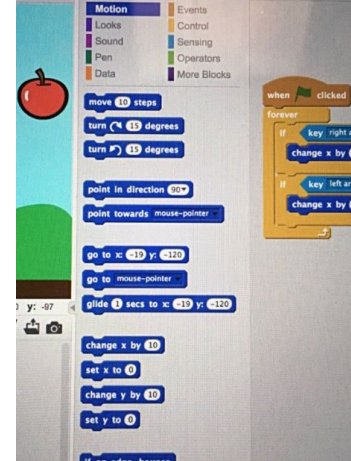 Motion
Looks
Sound
Pen
Data
Events
Control
Sensing
Operators
More Blocks
move 10 steps
turn 15 degrees
turn 15 degrees
point in direction 90
point towards mouse-pointer
go to x: -19 y: -120
go to mouse-pointer
glide 1 secs to x: -19 y: -120
change x by 10
set x to 0
change y by 10
set y to 0
y: -97
when clicked
forever
if key right
change x by
if key left
change x by